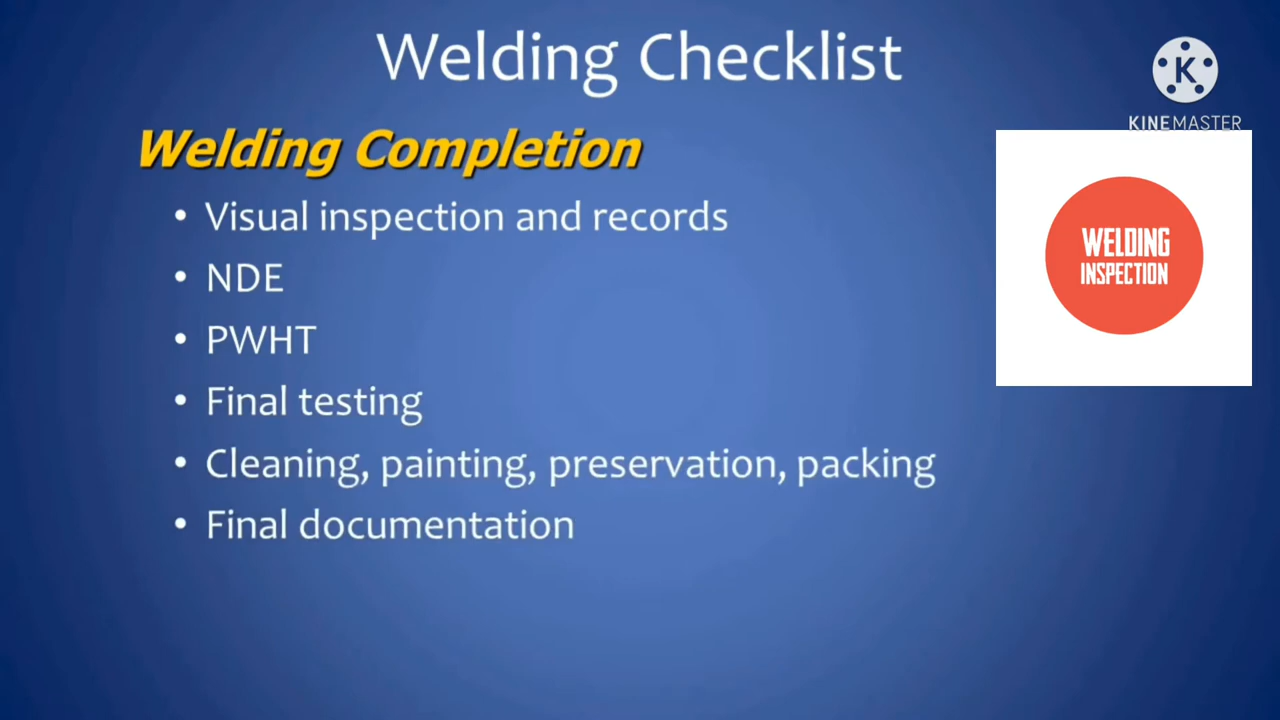 Welding Checklist
K
KINEMASTER
Welding Completion
• Visual inspection and records
• NDE
• PWHT
• Final testing
• Cleaning, painting, preservation, packing
• Final documentation
WELDING
INSPECTION